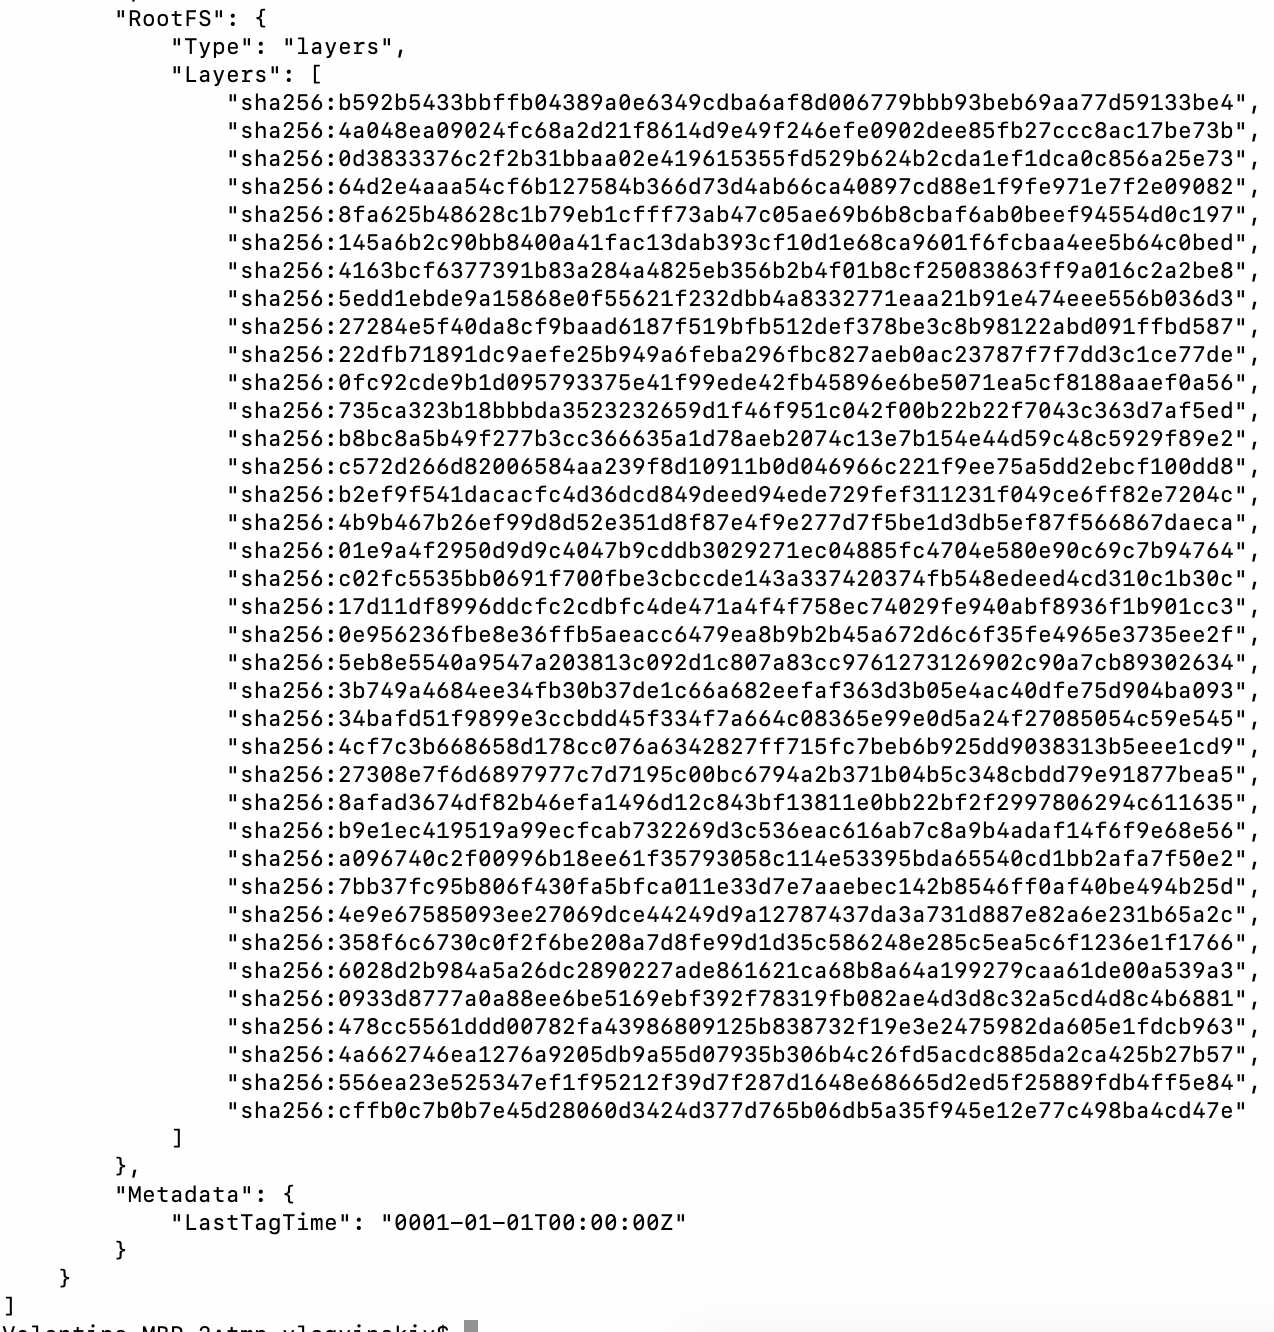 "RootFS": {
"Type": "layers",
"Layers": [
"sha256:b592b5433bbffb04389a0e6349cdba6af8d006779bbb93beb69aa77d59133be4",
"sha256:4a048ea09024fc68a2d21f8614d9e49f246efe0902dee85fb27ccc8ac17be73b",
"sha256:0d3833376c2f2b31bbaa02e419615355fd529b624b2cda1ef1dca0c856a25e73",
"sha256:64d2e4aaa54cf6b127584b366d73d4ab66ca40897cd88e1f9fe971e7f2e09082",
"sha256:8fa625b48628c1b79eb1cfff73ab47c05ae69b6b8cbaf6ab0beef94554d0c197",
"sha256:145a6b2c90bb8400a41fac13dab393cf10d1e68ca9601f6fcbaa4ee5b64c0bed",
"sha256:4163bcf6377391b83a284a4825eb356b2b4f01b8cf25083863ff9a016c2a2be8",
"sha256:5edd1ebde9a15868e0f55621f232dbb4a8332771eaa21b91e474eee556b036d3",
"sha256:27284e5f40da8cf9baad6187f519bfb512def378be3c8b98122abd091ffbd587",
"sha256:22dfb71891dc9aefe25b949a6feba296fbc827aeb0ac23787f7f7dd3c1ce77de",
"sha256:0fc92cde9b1d095793375e41f99ede42fb45896e6be5071ea5cf8188aaef0a56",
"sha256:735ca323b18bbbda3523232659d1f46f951c042f00b22b22f7043c363d7af5ed",
"sha256:b8bc8a5b49f277b3cc366635a1d78aeb2074c13e7b154e44d59c48c5929f89e2",
"sha256:c572d266d82006584aa239f8d10911b0d046966c221f9ee75a5dd2ebcf100dd8",
"sha256:b2ef9f541dacacfc4d36dcd849deed94ede729fef311231f049ce6ff82e7204c",
"sha256:4b9b467b26ef99d8d52e351d8f87e4f9e277d7f5be1d3db5ef87f566867daeca",
"sha256:01e9a4f2950d9d9c4047b9cddb3029271ec04885fc4704e580e90c69c7b94764",
"sha256:c02fc5535bb0691f700fbe3cbccde143a337420374fb548edeed4cd310c1b30c",
"sha256:17d11df8996ddcfc2cdbfc4de471a4f4f758ec74029fe940abf8936f1b901cc3",
"sha256:0e956236fbe8e36ffb5aeacc6479ea8b9b2b45a672d6c6f35fe4965e3735ee2f",
"sha256:5eb8e5540a9547a203813c092d1c807a83cc9761273126902c90a7cb89302634",
"sha256:3b749a4684ee34fb30b37de1c66a682eefaf363d3b05e4ac40dfe75d904ba093",
"sha256:34bafd51f9899e3ccbdd45f334f7a664c08365e99e0d5a24f27085054c59e545",
"sha256:4cf7c3b668658d178cc076a6342827ff715fc7beb6b925dd9038313b5eee1cd9",
"sha256:27308e7f6d6897977c7d7195c00bc6794a2b371b04b5c348cbdd79e91877bea5",
"sha256:8afad3674df82b46efa1496d12c843bf13811e0bb22bf2f2997806294c611635",
"sha256:b9e1ec419519a99ecfcab732269d3c536eac616ab7c8a9b4adaf14f6f9e68e56",
"sha256:a096740c2f00996b18ee61f35793058c114e53395bda65540cd1bb2afa7f50e2",
"sha256:7bb37fc95b806f430fa5bfca011e33d7e7aaebec142b8546ff0af40be494b25d",
"sha256:4e9e67585093ee27069dce44249d9a12787437da3a731d887e82a6e231b65a2c",
"sha256:358f6c6730c0f2f6be208a7d8fe99d1d35c586248e285c5ea5c6f1236e1f1766",
"sha256:6028d2b984a5a26dc2890227ade861621ca68b8a64a199279caa61de00a539a3",
"sha256:0933d8777a0a88ee6be5169ebf392f78319fb082ae4d3d8c32a5cd4d8c4b6881",
"sha256:478cc5561ddd00782fa43986809125b838732f19e3e2475982da605e1fdcb963",
"sha256:4a662746ea1276a9205db9a55d07935b306b4c26fd5acdc885da2ca425b27b57",
"sha256:556ea23e525347ef1f95212f39d7f287d1648e68665d2ed5f25889fdb4ff5e84",
"sha256:cffb0c7b0b7e45d28060d3424d377d765b06db5a35f945e12e77c498ba4cd47e"
]
},
"Metadata": {
"LastTagTime": "0001-01-01T00:00:00Z"
}
}
]